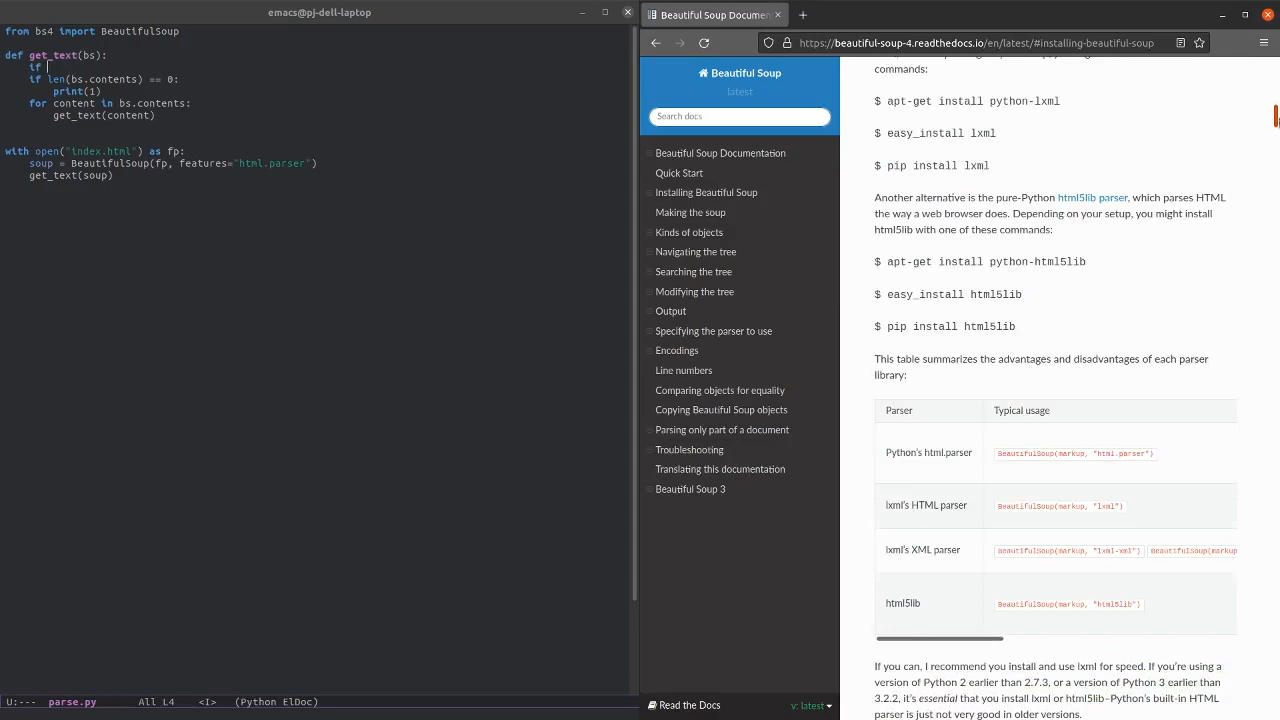 emacs@pj-dell-laptop
from bs4 import BeautifulSoup
def get_text(bs):
    if
    if len(bs.contents) == 0:
        print(1)
    for content in bs.contents:
        get_text(content)
with open("index.html") as fp:
    soup = BeautifulSoup(fp, features="html.parser")
    get_text(soup)
U:--- parse.py All L4 <I> (Python ElDoc)
Beautiful Soup Documen
https://beautiful-soup-4.readthedocs.io/en/latest/#installing-beautiful-soup
Beautiful Soup
latest
Search docs
Beautiful Soup Documentation
Quick Start
Installing Beautiful Soup
Making the soup
Kinds of objects
Navigating the tree
Searching the tree
Modifying the tree
Output
Specifying the parser to use
Encodings
Line numbers
Comparing objects for equality
Copying Beautiful Soup objects
Parsing only part of a document
Troubleshooting
Translating this documentation
Beautiful Soup 3
Read the Docs v: latest
commands:
$ apt-get install python-lxml
$ easy_install lxml
$ pip install lxml
Another alternative is the pure-Python html5lib parser, which parses HTML
the way a web browser does. Depending on your setup, you might install
html5lib with one of these commands:
$ apt-get install python-html5lib
$ easy_install html5lib
$ pip install html5lib
This table summarizes the advantages and disadvantages of each parser
library:
Parser Typical usage
Python's html.parser BeautifulSoup(markup, "html.parser")
lxml's HTML parser BeautifulSoup(markup, "lxml")
lxml's XML parser BeautifulSoup(markup, "lxml-xml") BeautifulSoup(markup
html5lib BeautifulSoup(markup, "html5lib")
If you can, I recommend you install and use lxml for speed. If you're using a
version of Python 2 earlier than 2.7.3, or a version of Python 3 earlier than
3.2.2, it's essential that you install lxml or html5lib–Python's built-in HTML
parser is just not very good in older versions.